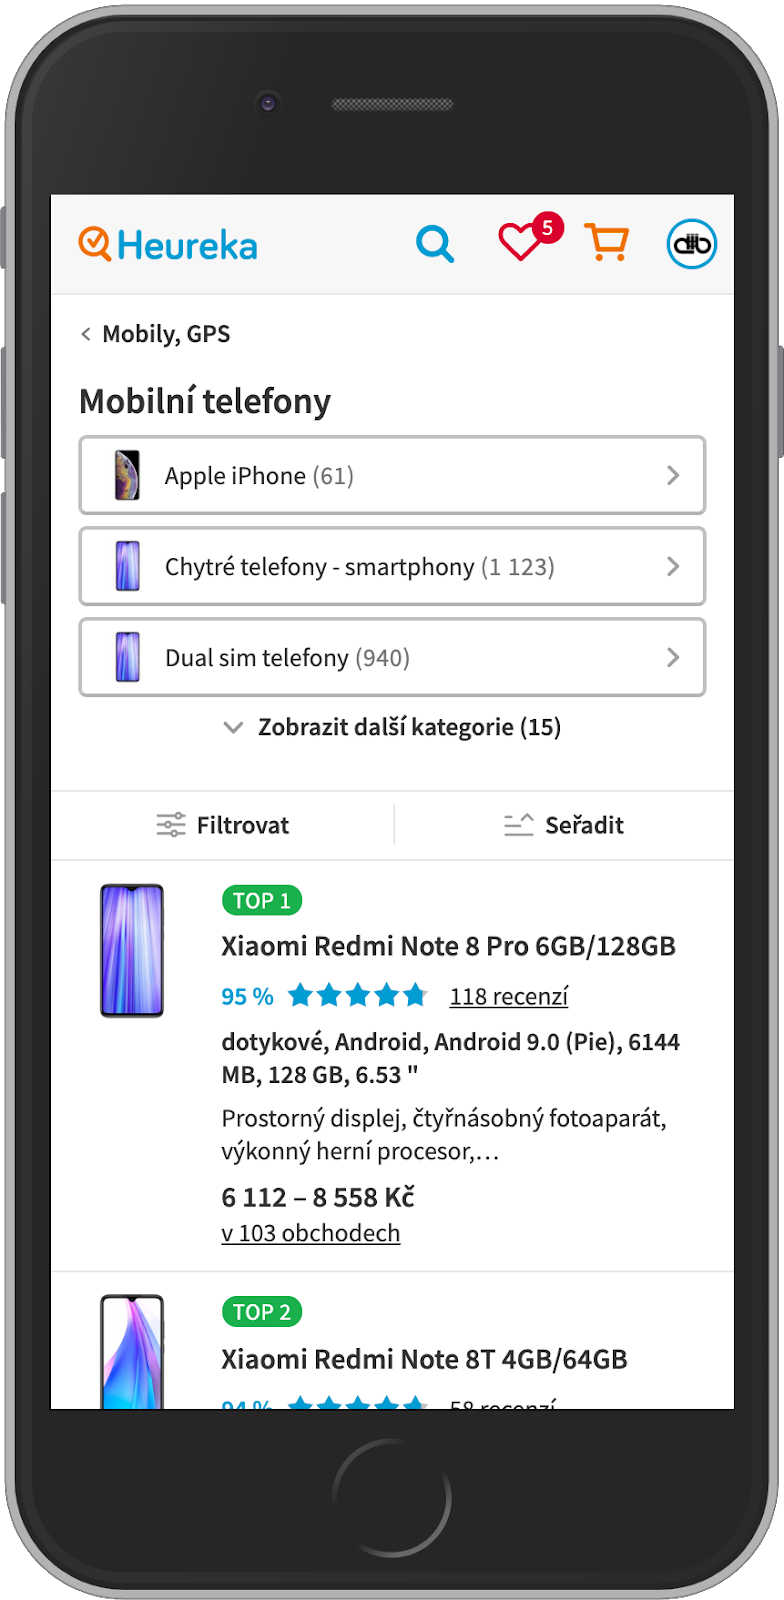 Heureka
5
Mobily, GPS
Mobilní telefony
Apple iPhone (61)
Chytré telefony - smartphony (1 123)
Dual sim telefony (940)
Zobrazit další kategorie (15)
Filtrovat
Seřadit
TOP 1
Xiaomi Redmi Note 8 Pro 6GB/128GB
95 % 118 recenzí
dotykové, Android, Android 9.0 (Pie), 6144
MB, 128 GB, 6.53 "
Prostorný displej, čtyřnásobný fotoaparát,
výkonný herní procesor,…
6 112 – 8 558 Kč
v 103 obchodech
TOP 2
Xiaomi Redmi Note 8T 4GB/64GB
94 % 58 recenzí